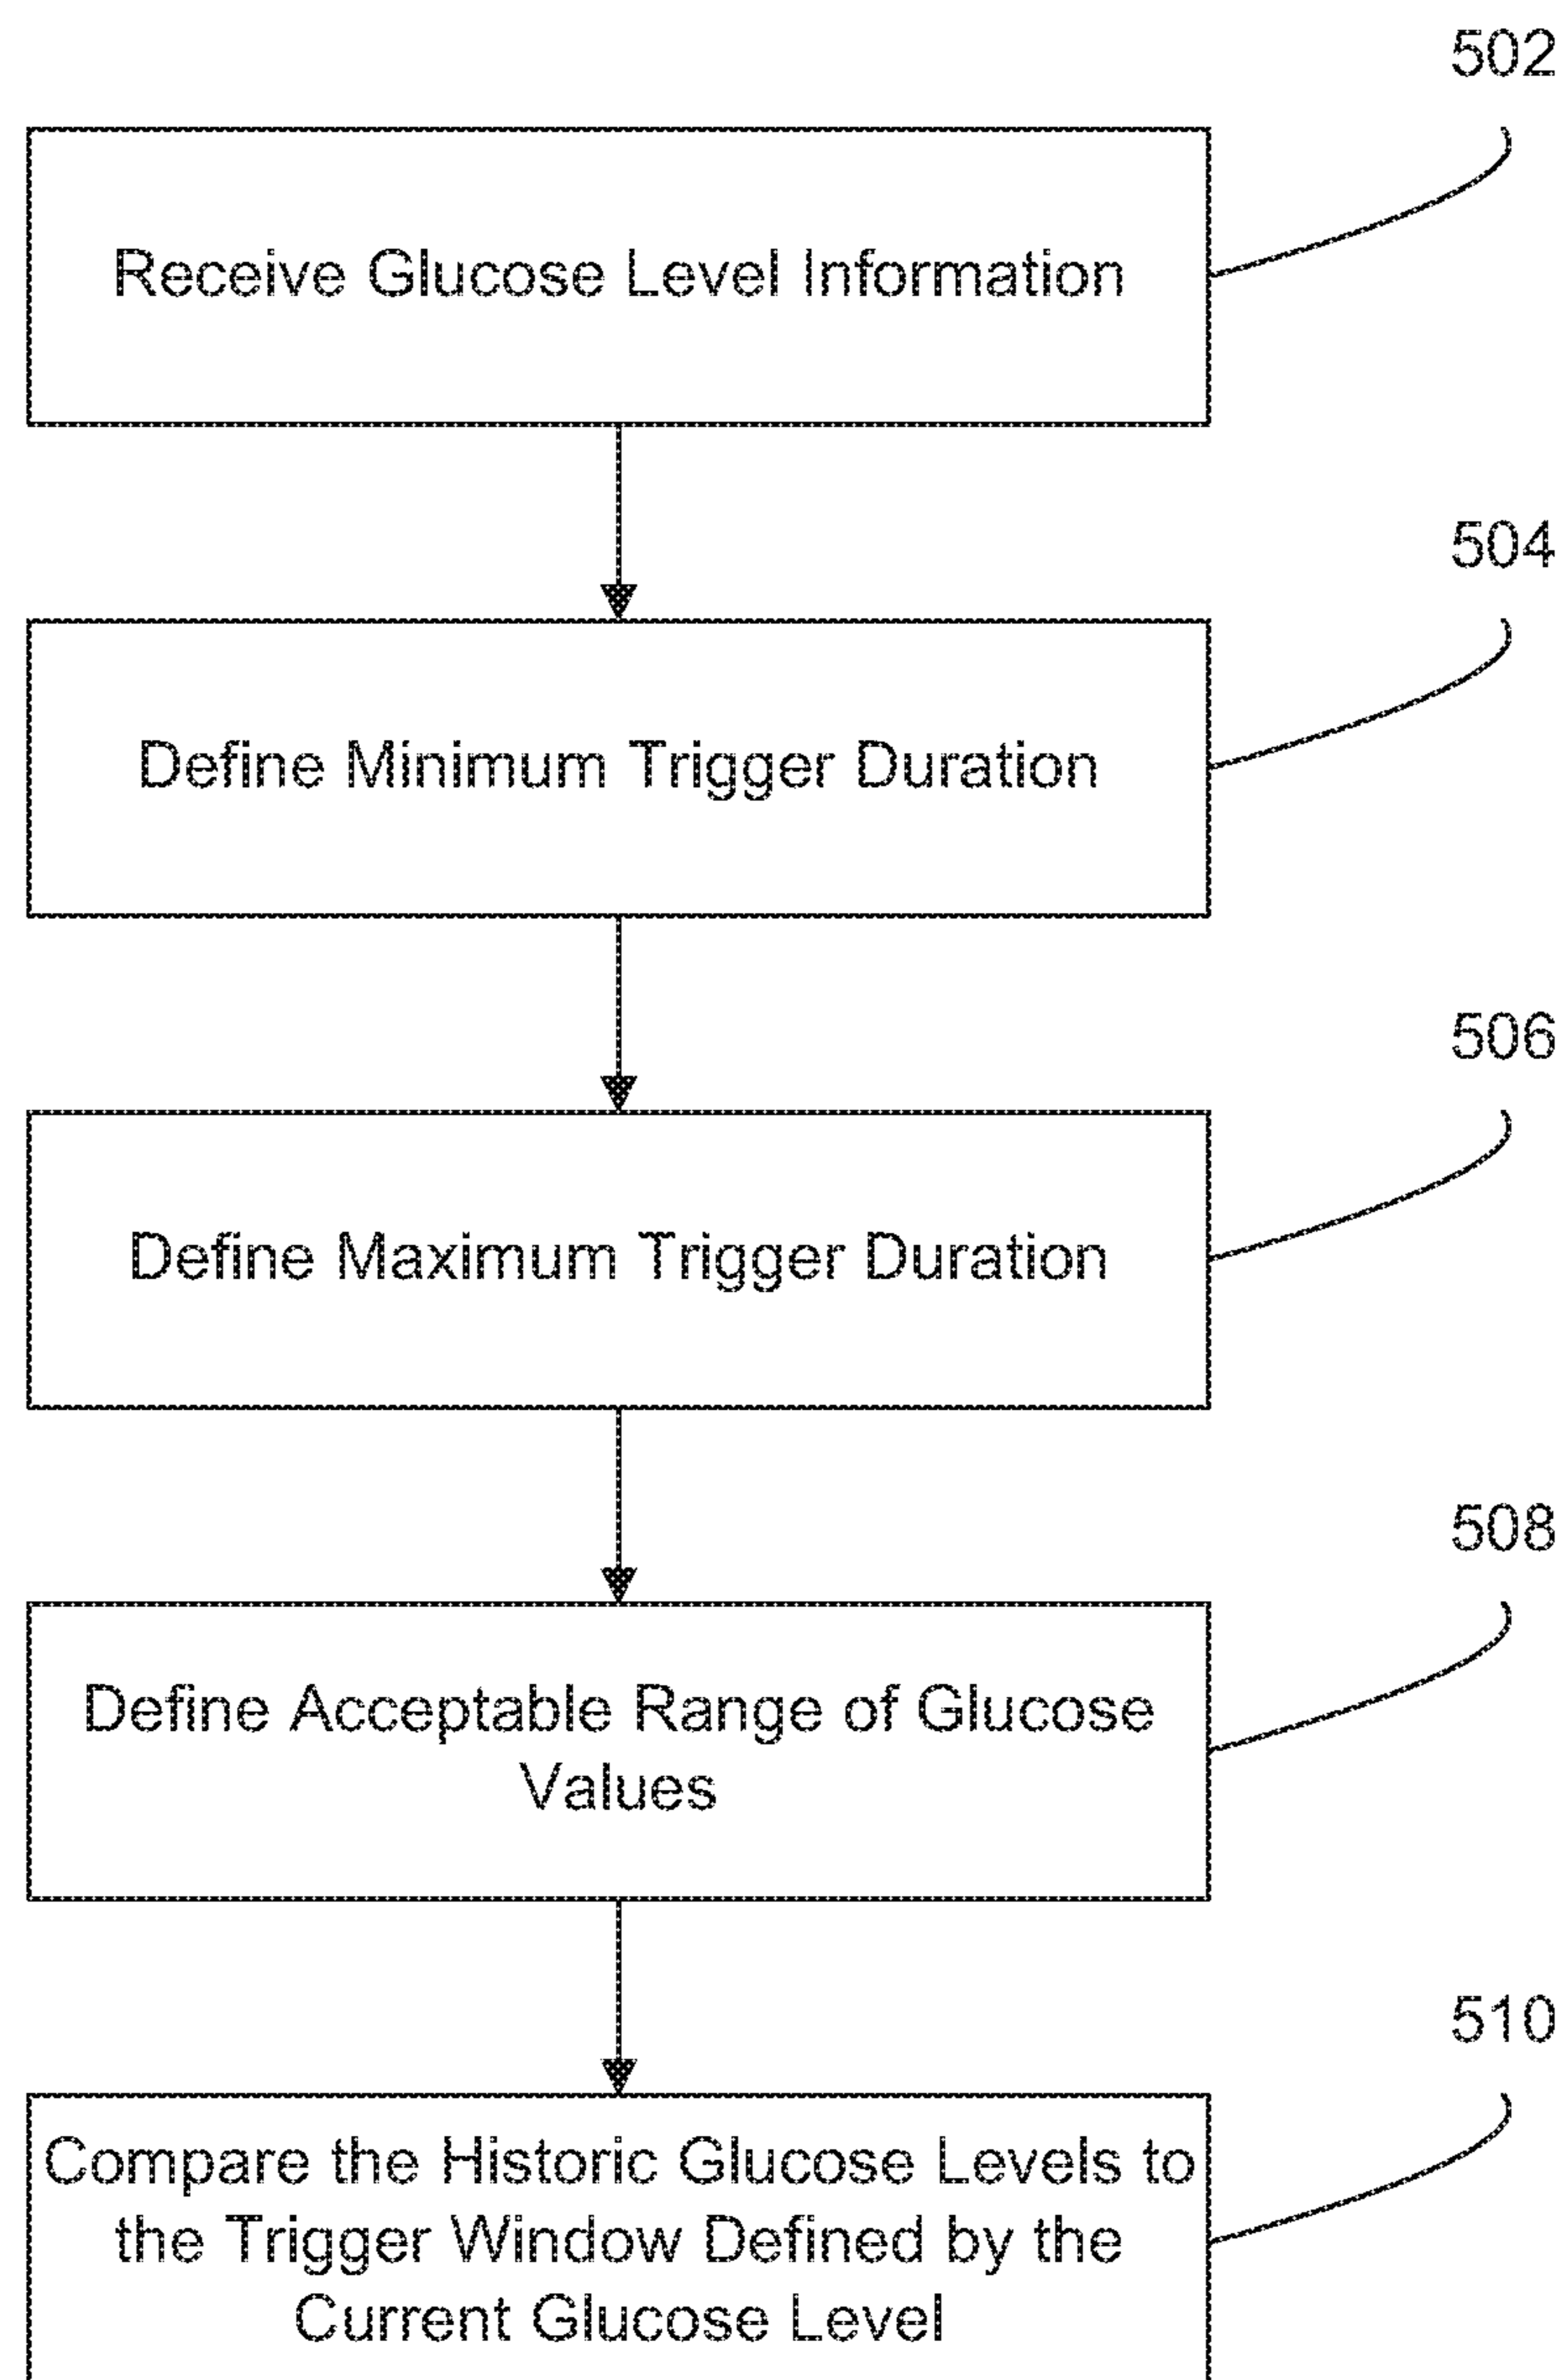 502
Receive Glucose Level Information
504
Define Minimum Trigger Duration
506
Define Maximum Trigger Duration
508
Define Acceptable Range of Glucose
Values
510
Compare the Historic Glucose Levels to
the Trigger Window Defined by the
Current Glucose Level